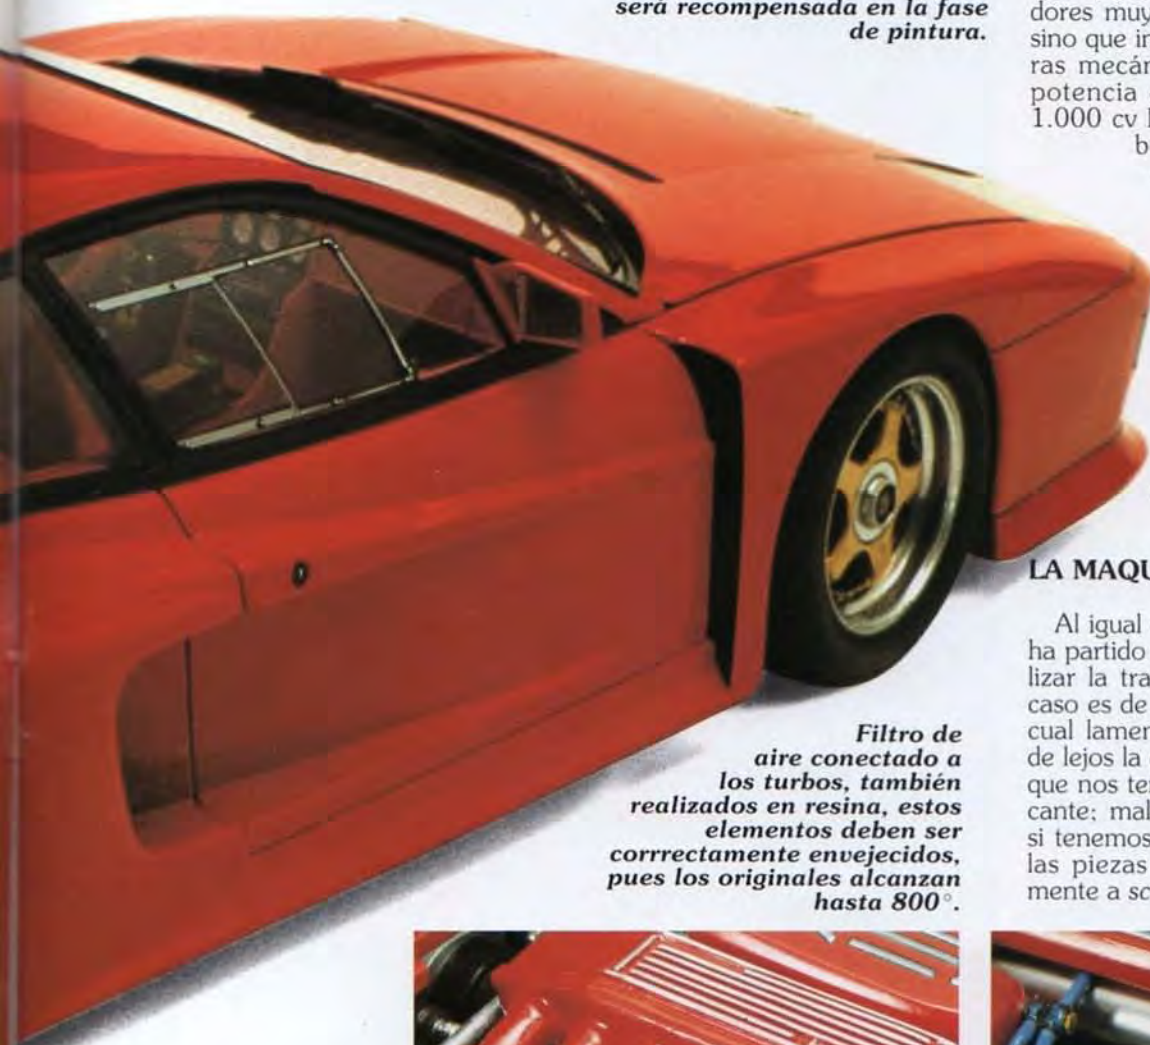 será recompensada en la fase
de pintura.
dores muy
sino que in
ras mecán
potencia
1.000 cv
b
LA MAQU
Al igual
ha partido
lizar la tra
caso es de
cual lamen
de lejos la
que nos ten
cante; mal
si tenemos
las piezas
mente a sc
Filtro de
aire conectado a
los turbos, también
realizados en resina, estos
elementos deben ser
corrrectamente envejecidos,
pues los originales alcanzan
hasta 800°.